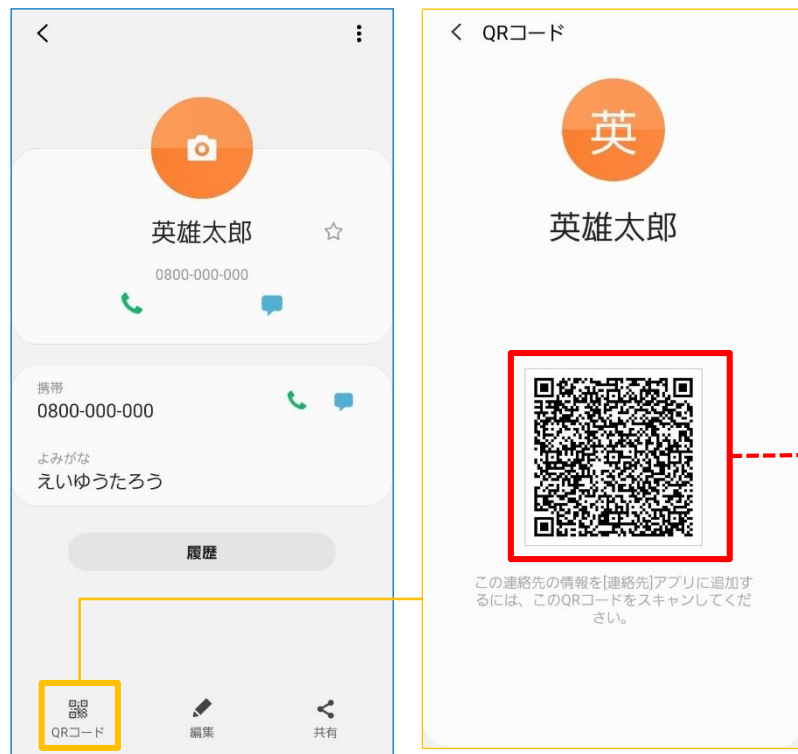 英雄太郎
0800-000-000
携帯
0800-000-000
よみがな
えいゆうたろう
履歴
QRコード
編集
共有
QRコード
英
英雄太郎
この連絡先の情報を[連絡先]アプリに追加す
るには、このQRコードをスキャンしてくだ
さい。